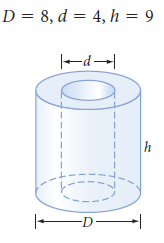 D = 8, d = 4, h = 9
d
h
D